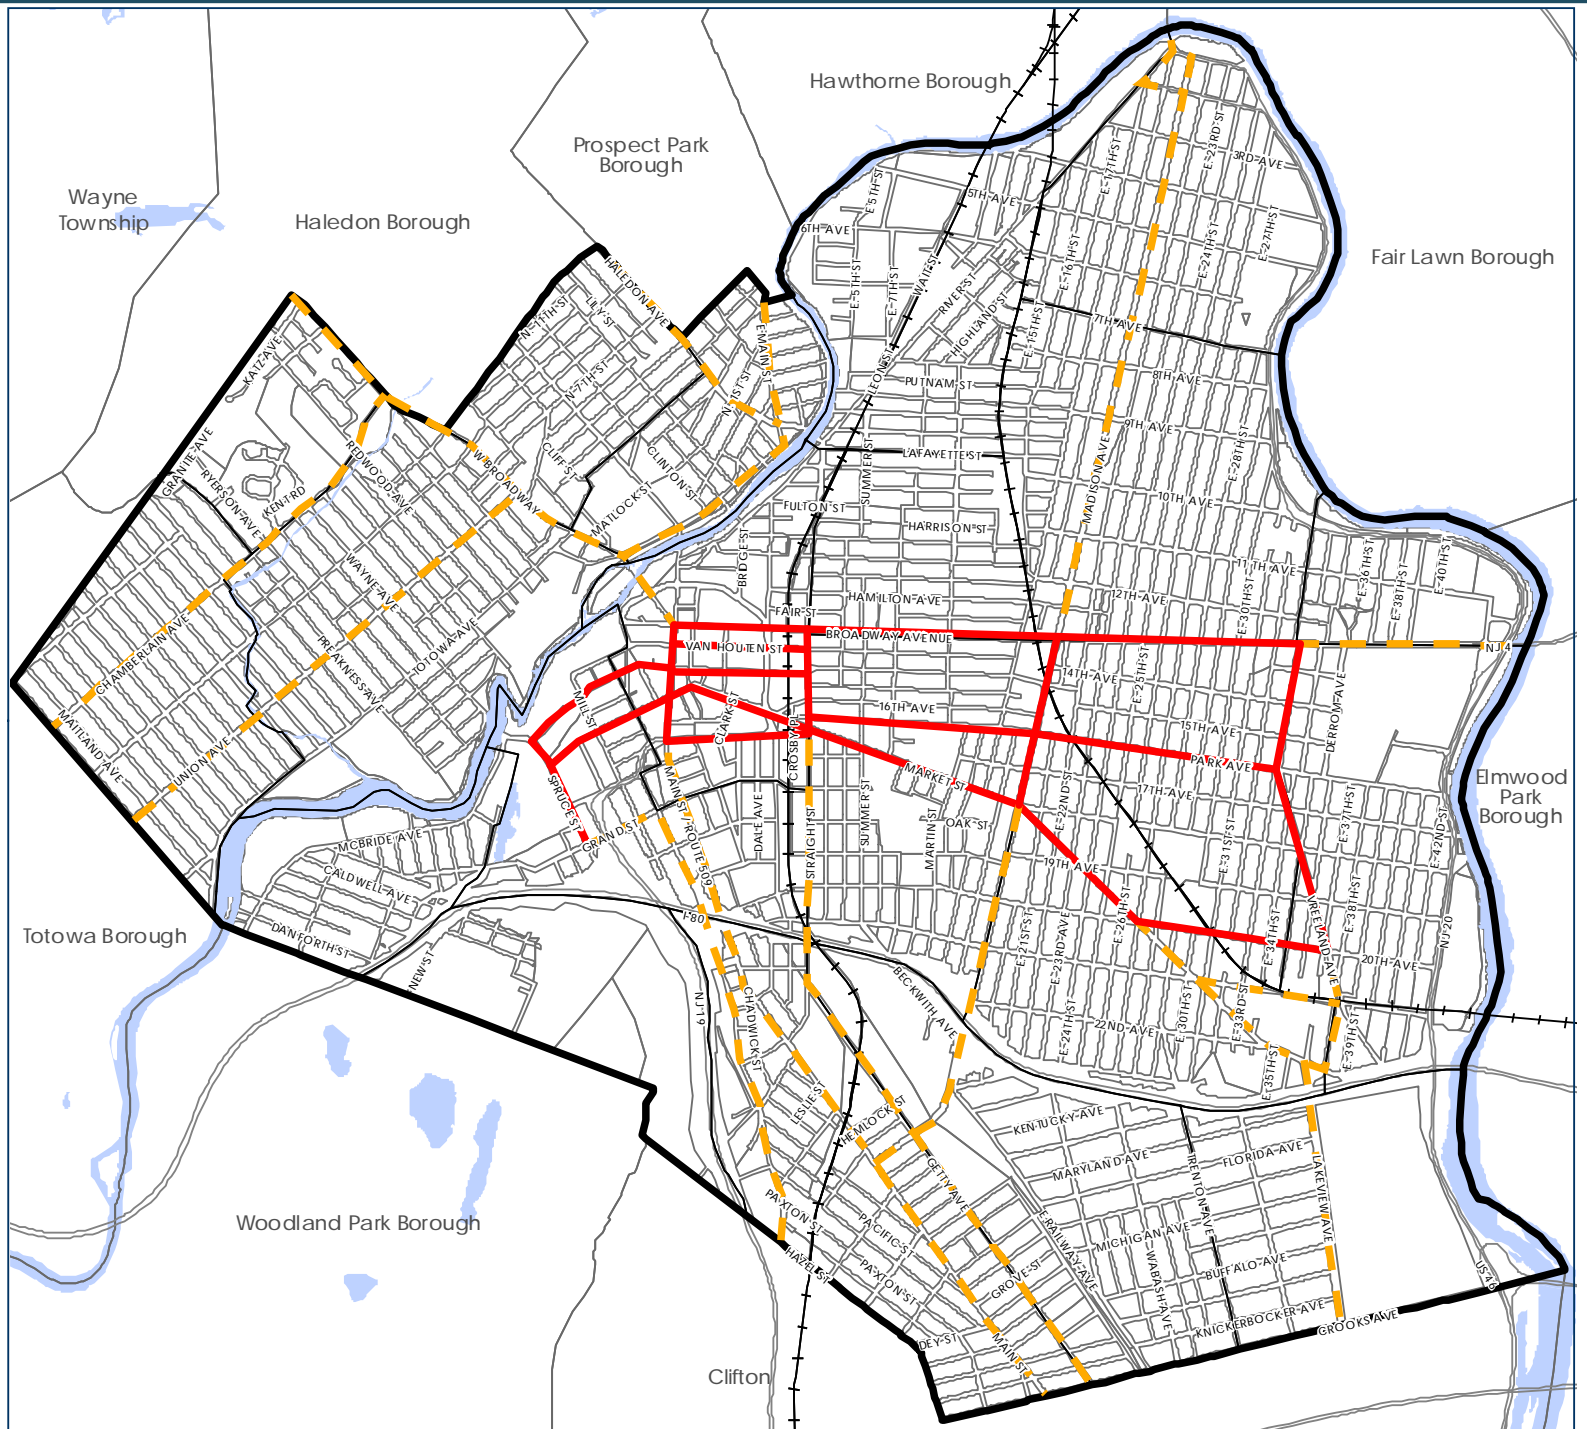 Hawthorne Borough
Prospect Park
Borough
Wayne
Township
Haledon Borough
Fair Lawn Borough
Elmwood
Park
Borough
Totowa Borough
Woodland Park Borough
Clifton
E 5TH ST
5TH AVE
E 17TH ST
E 23RD ST
3RD AVE
6TH AVE
E 5TH ST
E 7TH ST
WAIT ST
RIVER ST
HIGHLAND ST
E 15TH ST
E 16TH ST
E 24TH ST
E 27TH ST
7TH AVE
8TH AVE
9TH AVE
10TH AVE
E 28TH ST
MADISON AVE
LEON ST
PUTNAM ST
LAFAYETTE ST
SUMMER ST
FULTON ST
HARRISON ST
BRIDGE ST
HAMILTON AVE
FAIR ST
BROADWAY AVENUE
VAN HOUTEN ST
11TH AVE
12TH AVE
E 30TH ST
E 36TH ST
E 38TH ST
E 40TH ST
NJ 4
HALEDON AVE
LILY ST
N 11TH ST
N 7TH ST
E MAIN ST
N 1ST ST
KATZ AVE
GRANITE AVE
RYERSON AVE
KENT RD
REDWOOD AVE
W BROADWAY
CLIFF ST
CLINTON ST
MATLOCK ST
WAYNE AVE
PREAKNESS AVE
TOTOWA AVE
CHAMBERLAIN AVE
MAITLAND AVE
UNION AVE
MILL ST
CLARK ST
CROSBY PL
16TH AVE
14TH AVE
E 25TH ST
15TH AVE
DERROM AVE
PARK AVE
MARKET ST
17TH AVE
E 22ND ST
SPRUCE ST
GRAND ST
MAIN ST / ROUTE 509
DALE AVE
STRAIGHT ST
SUMMER ST
MARTIN ST
OAK ST
19TH AVE
E 31ST ST
E 37TH ST
E 42ND ST
MCBRIDE AVE
CALDWELL AVE
DANFORTH ST
NEW ST
I-80
NJ 19
BECKWITH AVE
E 21ST ST
E 23RD AVE
E 26TH ST
E 34TH ST
VREELAND AVE
E 38TH ST
20TH AVE
NJ 20
CHADWICK ST
LESLIE ST
HEMLOCK ST
E 24TH ST
22ND AVE
E 30TH ST
E 33RD ST
E 35TH ST
E 39TH ST
KENTUCKY AVE
MARYLAND AVE
FLORIDA AVE
TRENTON AVE
LAKEVIEW AVE
GETTY AVE
E RAILWAY AVE
MICHIGAN AVE
WABASH AVE
BUFFALO AVE
KNICKERBOCKER AVE
CROOKS AVE
US 46
PAXTON ST
PACIFIC ST
PAXTON ST
HAZEL ST
GROVE ST
DEY ST
MAIN ST